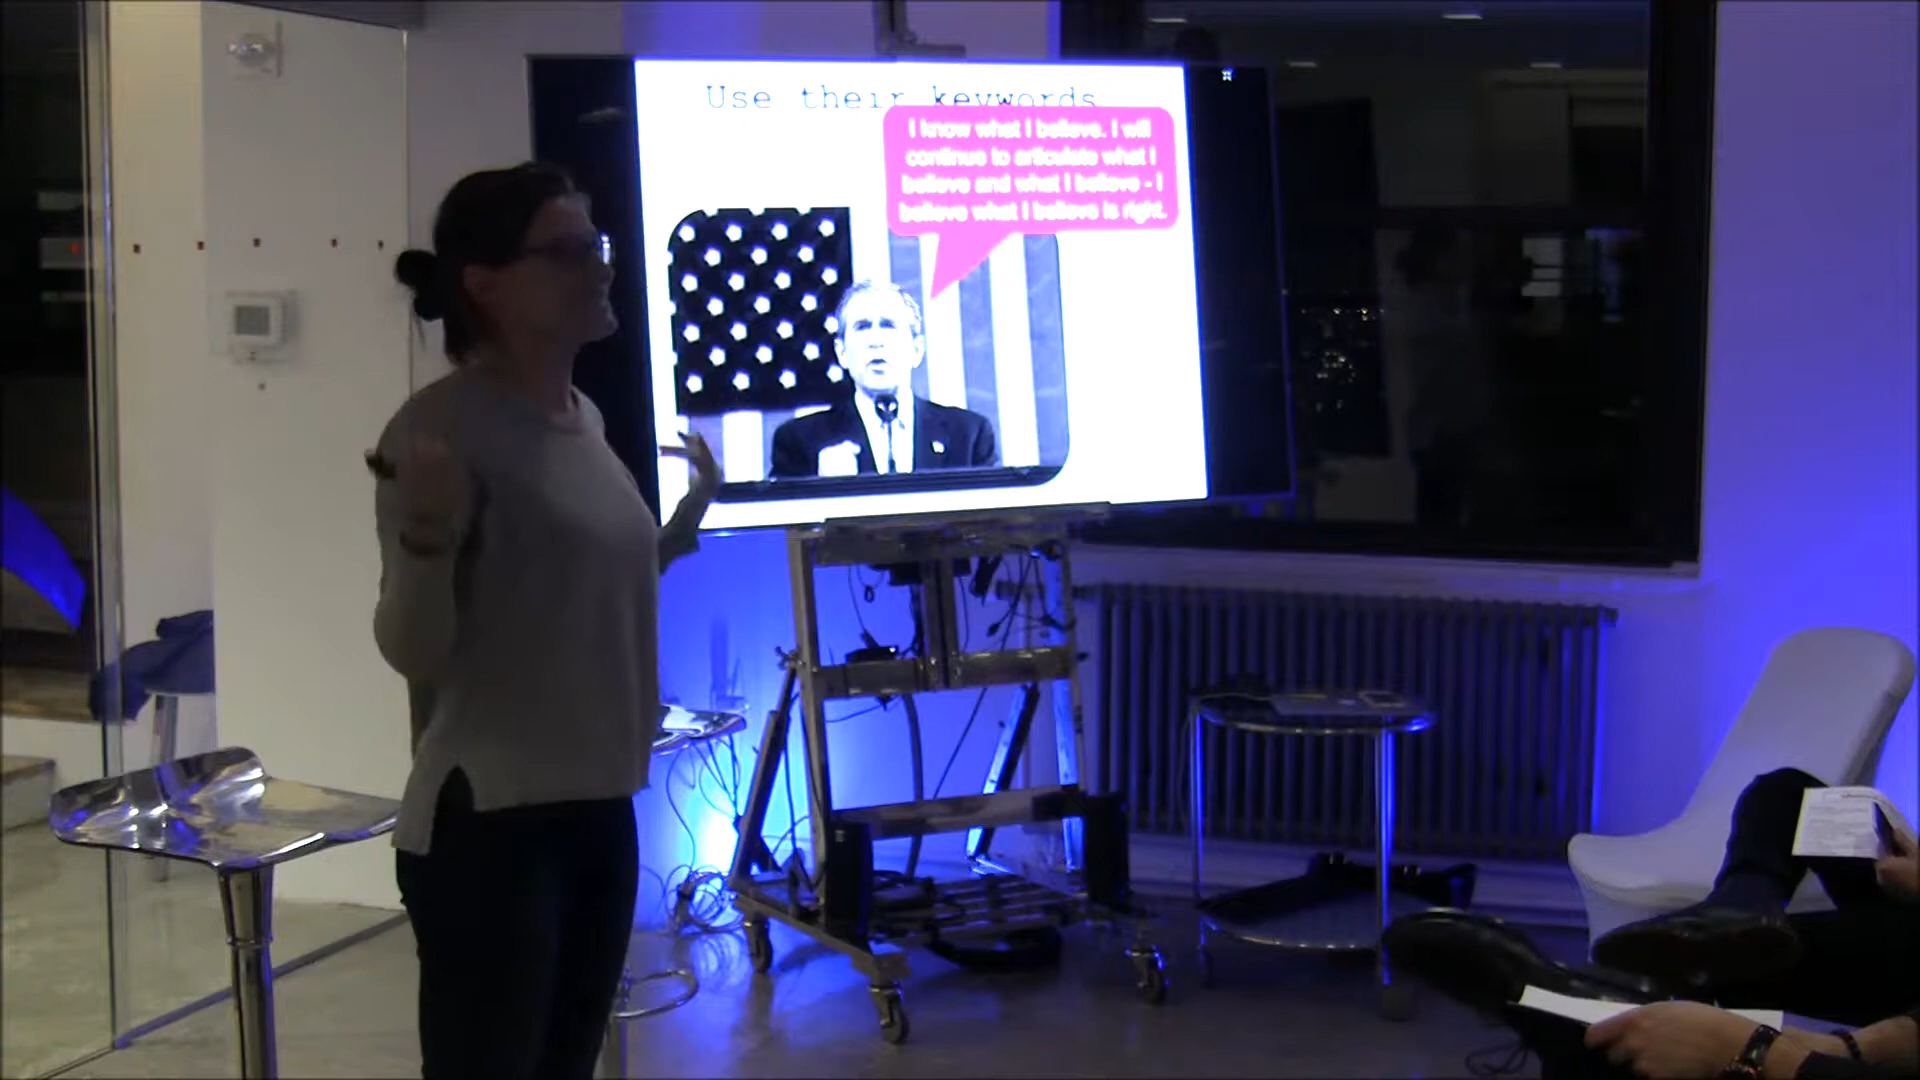 Use their keywords
I know what I believe. I will
continue to articulate what I
believe and what I believe - I
believe what I believe is right.